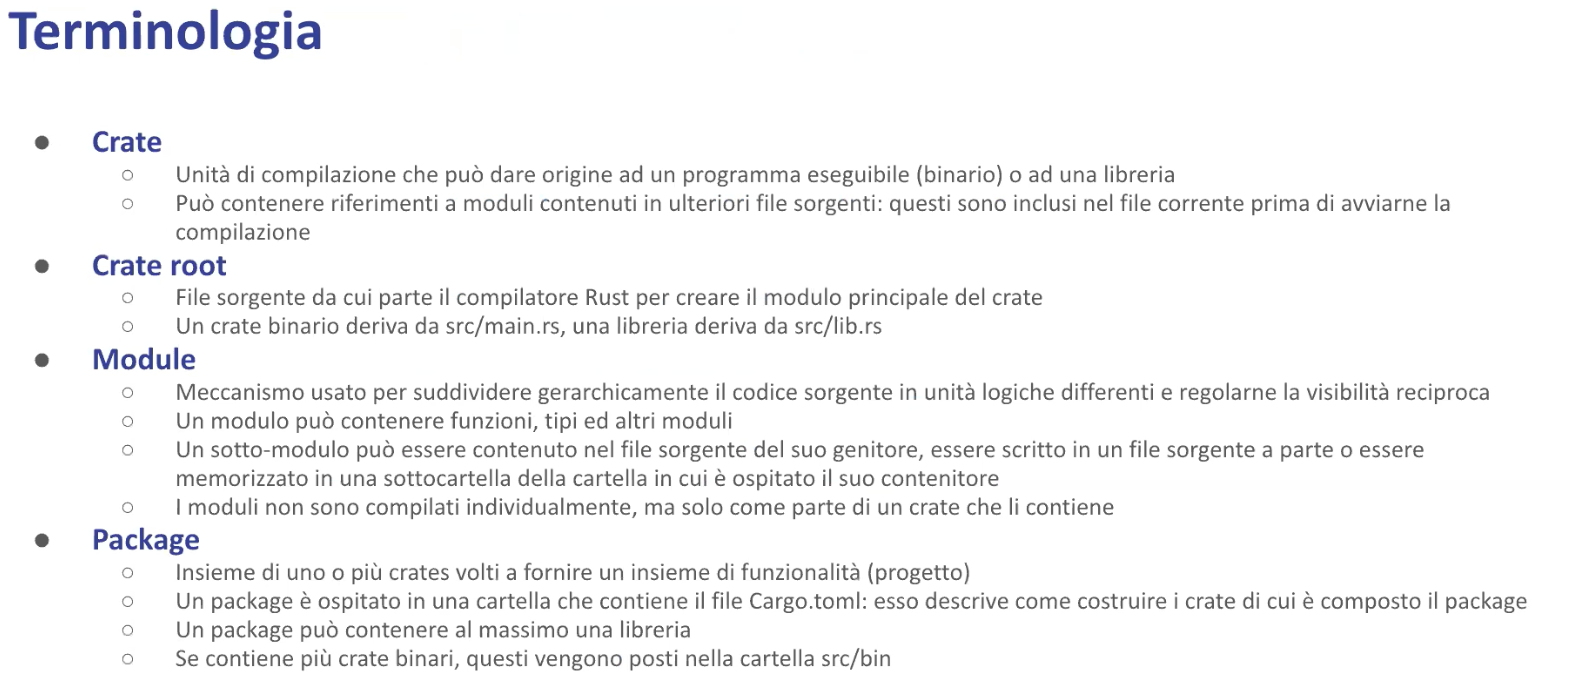 Terminologia
● Crate
○ Unità di compilazione che può dare origine ad un programma eseguibile (binario) o ad una libreria
○ Può contenere riferimenti a moduli contenuti in ulteriori file sorgenti: questi sono inclusi nel file corrente prima di avviarne la
compilazione
● Crate root
○ File sorgente da cui parte il compilatore Rust per creare il modulo principale del crate
○ Un crate binario deriva da src/main.rs, una libreria deriva da src/lib.rs
● Module
○ Meccanismo usato per suddividere gerarchicamente il codice sorgente in unità logiche differenti e regolarne la visibilità reciproca
○ Un modulo può contenere funzioni, tipi ed altri moduli
○ Un sotto-modulo può essere contenuto nel file sorgente del suo genitore, essere scritto in un file sorgente a parte o essere
memorizzato in una sottocartella della cartella in cui è ospitato il suo contenitore
○ I moduli non sono compilati individualmente, ma solo come parte di un crate che li contiene
● Package
○ Insieme di uno o più crates volti a fornire un insieme di funzionalità (progetto)
○ Un package è ospitato in una cartella che contiene il file Cargo.toml: esso descrive come costruire i crate di cui è composto il package
○ Un package può contenere al massimo una libreria
○ Se contiene più crate binari, questi vengono posti nella cartella src/bin